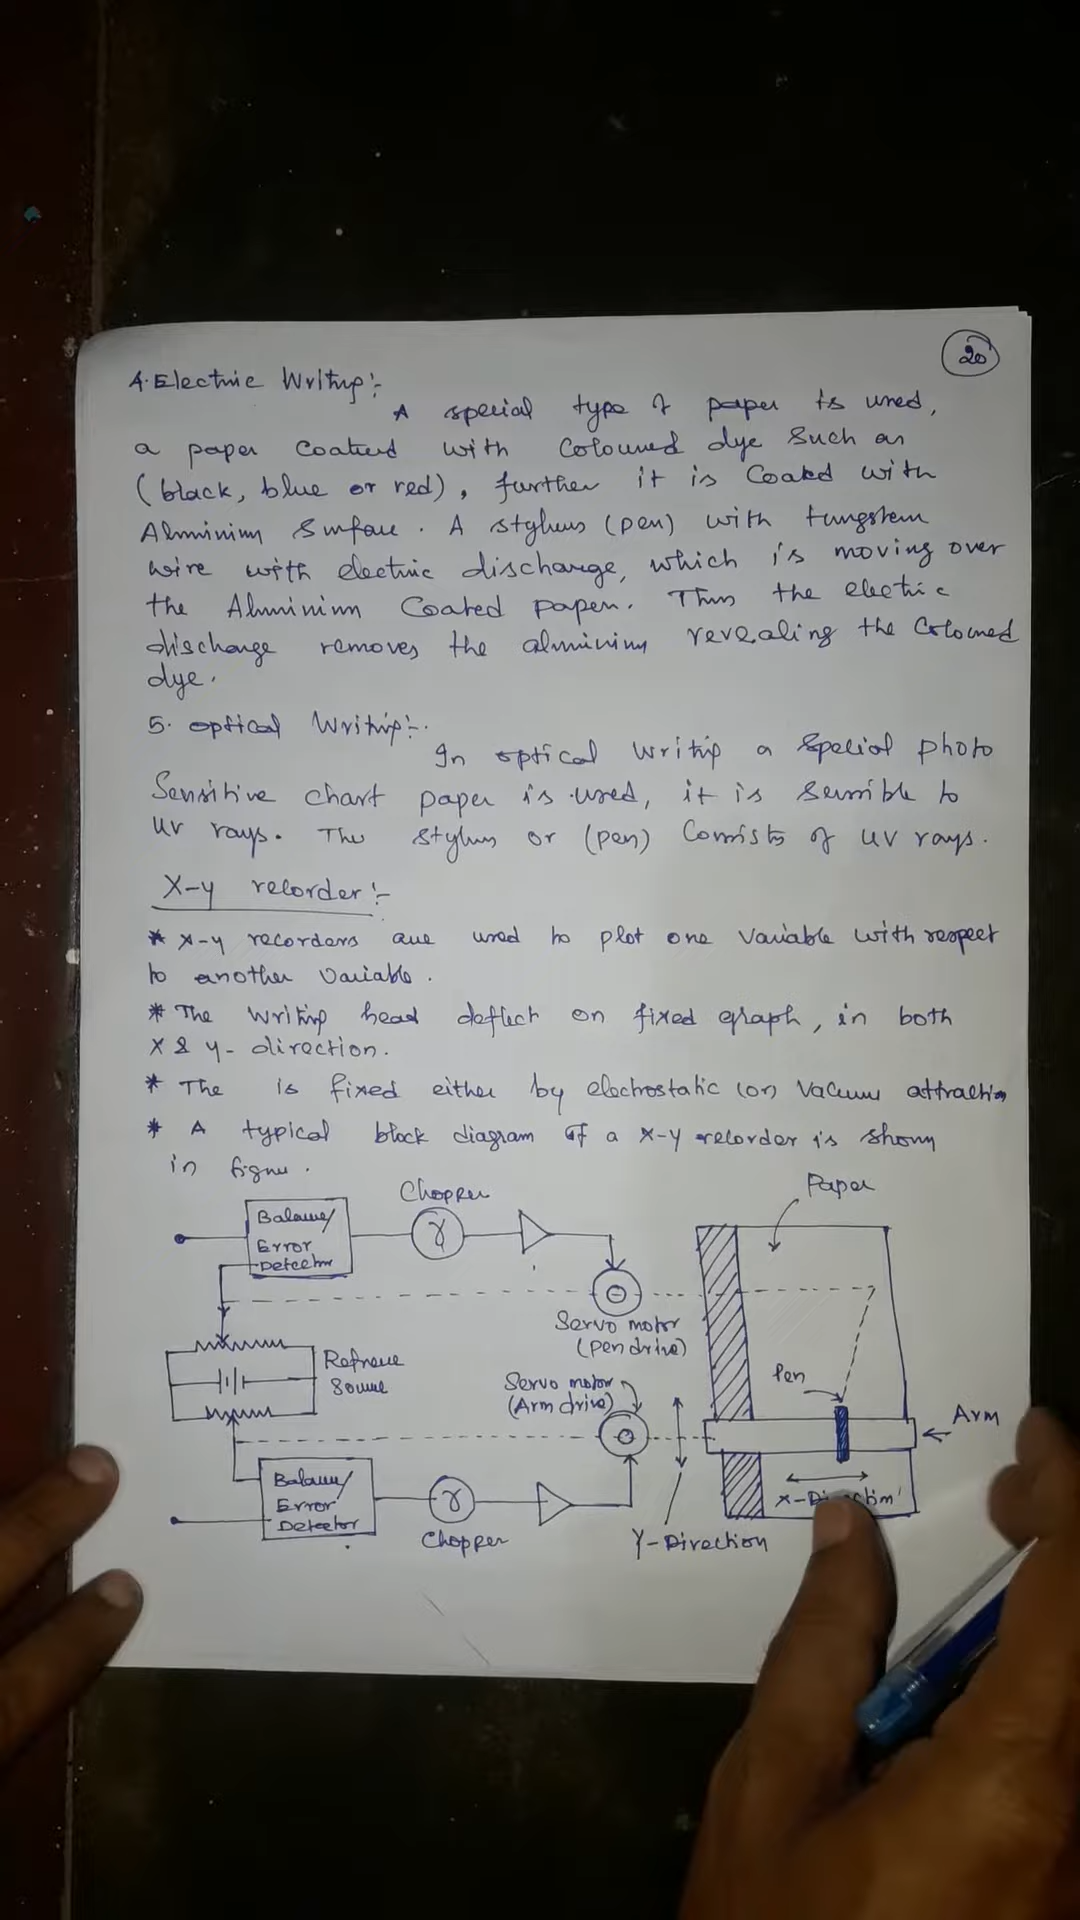 20
4. Electric Writing:-
A special type of paper is used,
a paper coated with Coloured dye Such as
(black, blue or red), further it is Coated with
Aluminium Surface. A stylus (pen) with tungstem
wire with electric discharge, which is moving over
the Aluminium Coated paper. Thus the electric
discharge removes the aluminium revealing the Coloured
dye.
5. optical Writing:-
In optical writing a Special photo
Sensitive chart paper is used, it is sensible to
UV rays. The stylus or (pen) Consists of UV rays.
X-y recorder:-
* X-y recorders are used to plot one Variable with respect
to another Variable.
* The Writing head deflect on fixed graph, in both
X & y- direction.
* The is fixed either by electrostatic (or) Vacuum attraction
* A typical block diagram of a X-y recorder is shown
in figure.
Chopper
Paper
Balance/
Error
Detector
Servo motor
(pen drive)
Refrence
Source
Servo motor
(Arm drive)
Pen
Arm
Balance/
Error
Detector
Chopper
X-Direction
Y-Direction